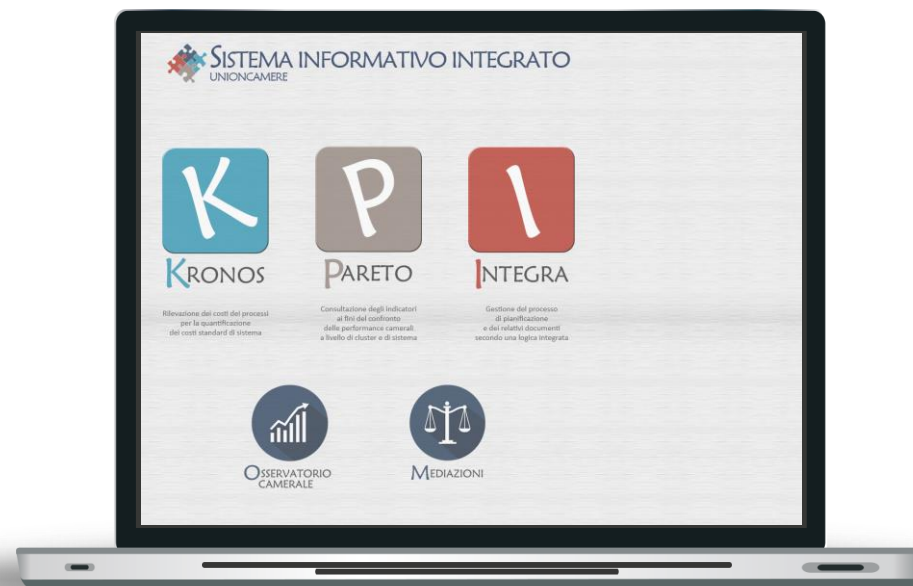 SISTEMA INFORMATIVO INTEGRATO
UNIONCAMERE
K
P
I
KRONOS
PARETO
INTEGRA
Rilevazione dei costi dei processi
per la quantificazione
dei costi standard di sistema
Consultazione degli indicatori
ai fini del confronto
delle performance camerali
a livello di cluster e di sistema
Gestione del processo
di pianificazione
e dei relativi documenti
secondo una logica integrata
OSSERVATORIO
CAMERALE
MEDIAZIONI